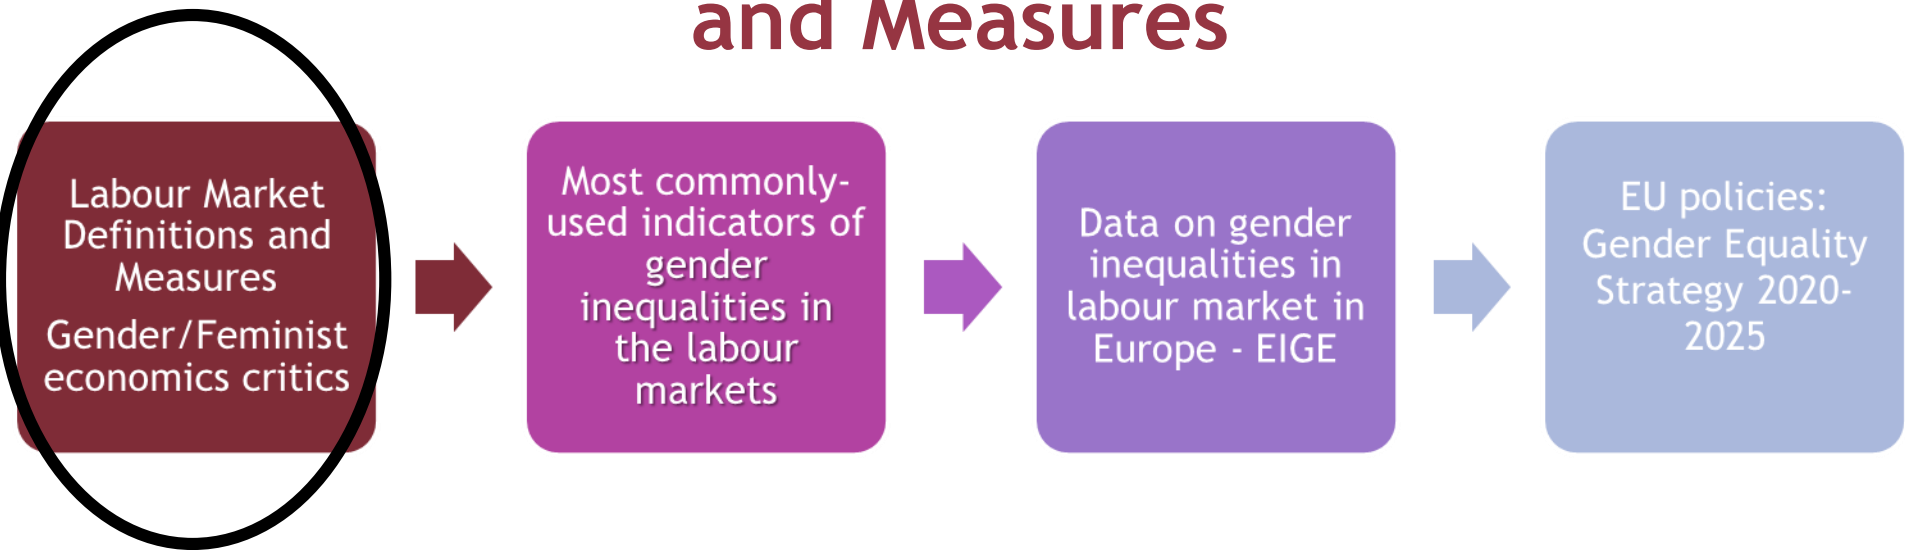 and Measures
Labour Market
Definitions and
Measures
Gender/Feminist
economics critics
Most commonly-
used indicators of
gender
inequalities in
the labour
markets
Data on gender
inequalities in
labour market in
Europe - EIGE
EU policies:
Gender Equality
Strategy 2020-
2025